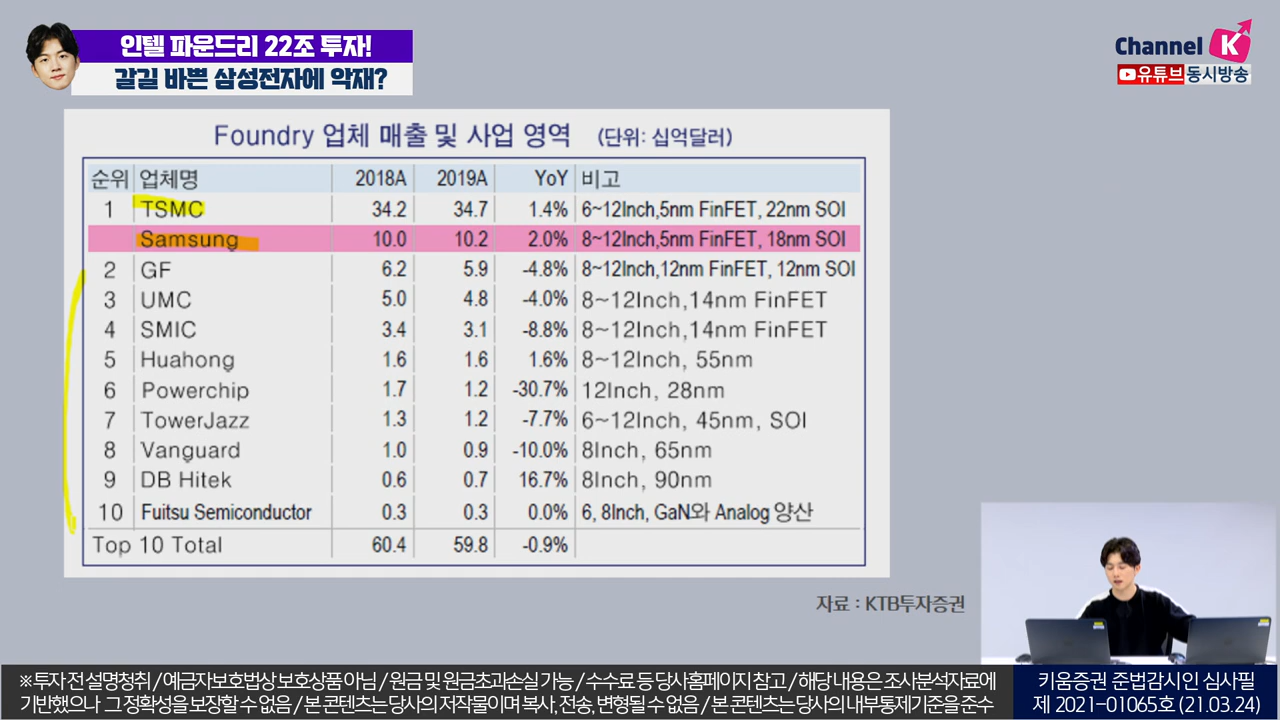 인텔 파운드리 22조 투자!
갈길 바쁜 삼성전자에 악재?
Channel K
유튜브동시방송
Foundry 업체 매출 및 사업 영역 (단위: 십억달러)
순위 업체명 2018A 2019A YoY 비고
1 TSMC 34.2 34.7 1.4% 6~12Inch,5nm FinFET, 22nm SOI
Samsung 10.0 10.2 2.0% 8~12Inch,5nm FinFET, 18nm SOI
2 GF 6.2 5.9 -4.8% 8~12Inch,12nm FinFET, 12nm SOI
3 UMC 5.0 4.8 -4.0% 8~12Inch,14nm FinFET
4 SMIC 3.4 3.1 -8.8% 8~12Inch,14nm FinFET
5 Huahong 1.6 1.6 1.6% 8~12Inch, 55nm
6 Powerchip 1.7 1.2 -30.7% 12Inch, 28nm
7 TowerJazz 1.3 1.2 -7.7% 6~12Inch, 45nm, SOI
8 Vanguard 1.0 0.9 -10.0% 8Inch, 65nm
9 DB Hitek 0.6 0.7 16.7% 8Inch, 90nm
10 Fuitsu Semiconductor 0.3 0.3 0.0% 6, 8Inch, GaN와 Analog 양산
Top 10 Total 60.4 59.8 -0.9%
자료 : KTB투자증권
※ 투자 전 설명청취 / 예금자보호법상 보호상품 아님 / 원금 및 원금초과손실 가능 / 수수료 등 당사홈페이지 참고 / 해당 내용은 조사분석자료에
기반했으나 그 정확성을 보장할 수 없음 / 본 콘텐츠는 당사의 저작물이며 복사, 전송, 변형될 수 없음 / 본 콘텐츠는 당사의 내부통제기준을 준수
키움증권 준법감시인 심사필
제 2021-01065호 (21.03.24)